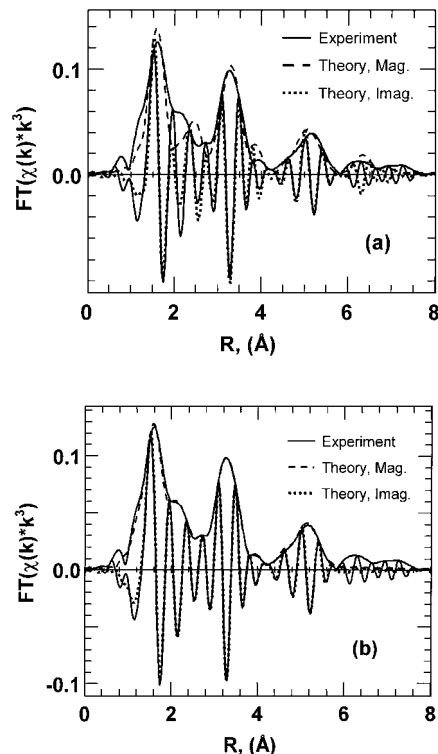 FT(χ(k)*k³)
0.1
0.0
Experiment
Theory, Mag.
Theory, Imag.
(a)
0 2 4 6 8
R, (Å)
FT(χ(k)*k³)
0.1
0.0
-0.1
Experiment
Theory, Mag.
Theory, Imag.
(b)
0 2 4 6 8
R, (Å)